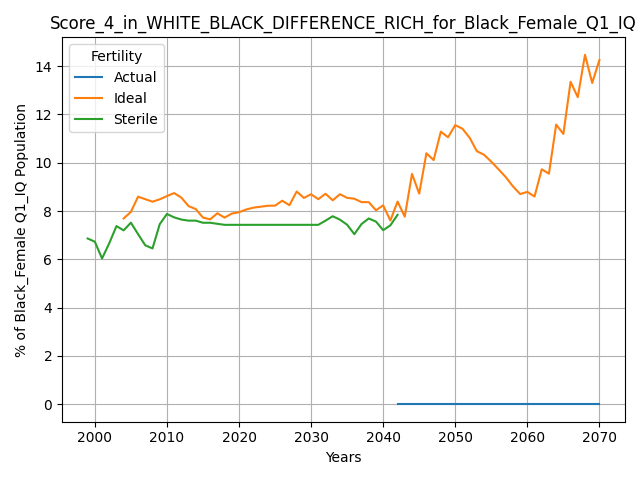 Score_4_in_WHITE_BLACK_DIFFERENCE_RICH_for_Black_Female_Q1_IQ
Fertility
Actual
Ideal
Sterile
% of Black_Female Q1_IQ Population
14
12
10
8
6
4
2
0
2000 2010 2020 2030 2040 2050 2060 2070
Years